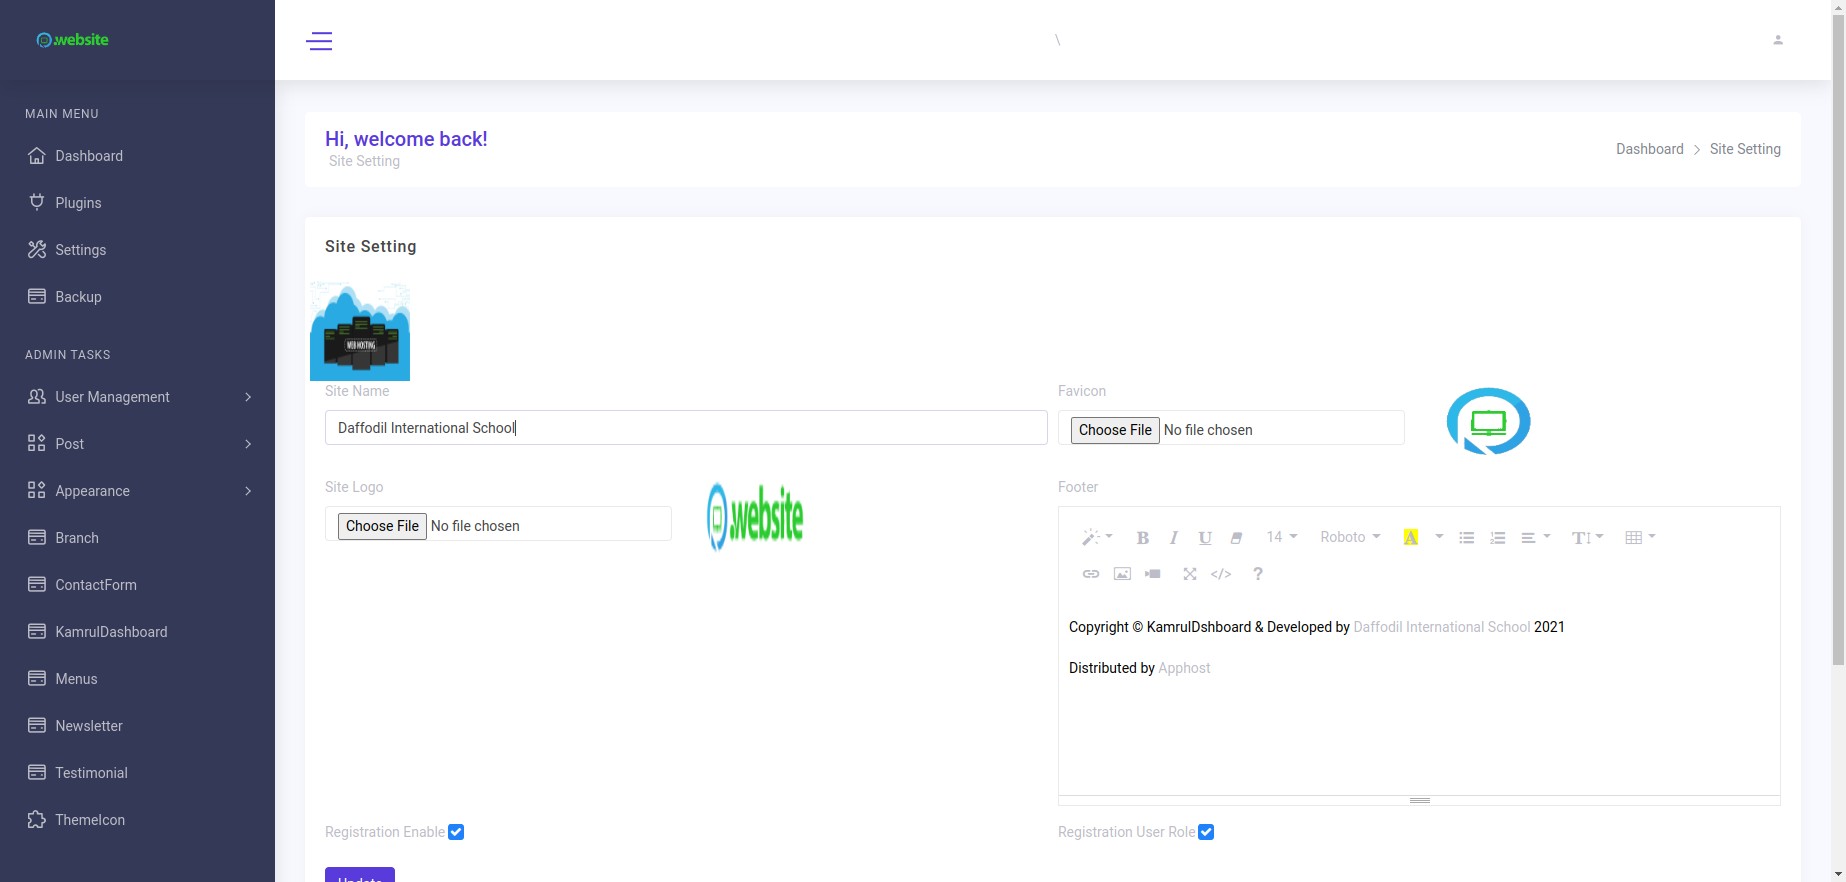 .website
\
MAIN MENU
Dashboard
Plugins
Settings
Backup
ADMIN TASKS
User Management
Post
Appearance
Branch
ContactForm
KamrulDashboard
Menus
Newsletter
Testimonial
ThemeIcon
Hi, welcome back!
Site Setting
Dashboard > Site Setting
Site Setting
WEB HOSTING
Site Name
Daffodil International School
Favicon
Choose File No file chosen
Site Logo
Choose File No file chosen
.website
Footer
B I U 14 Roboto A T
</> ?
Copyright © KamrulDshboard & Developed by Daffodil International School 2021
Distributed by Apphost
Registration Enable
Registration User Role
Update